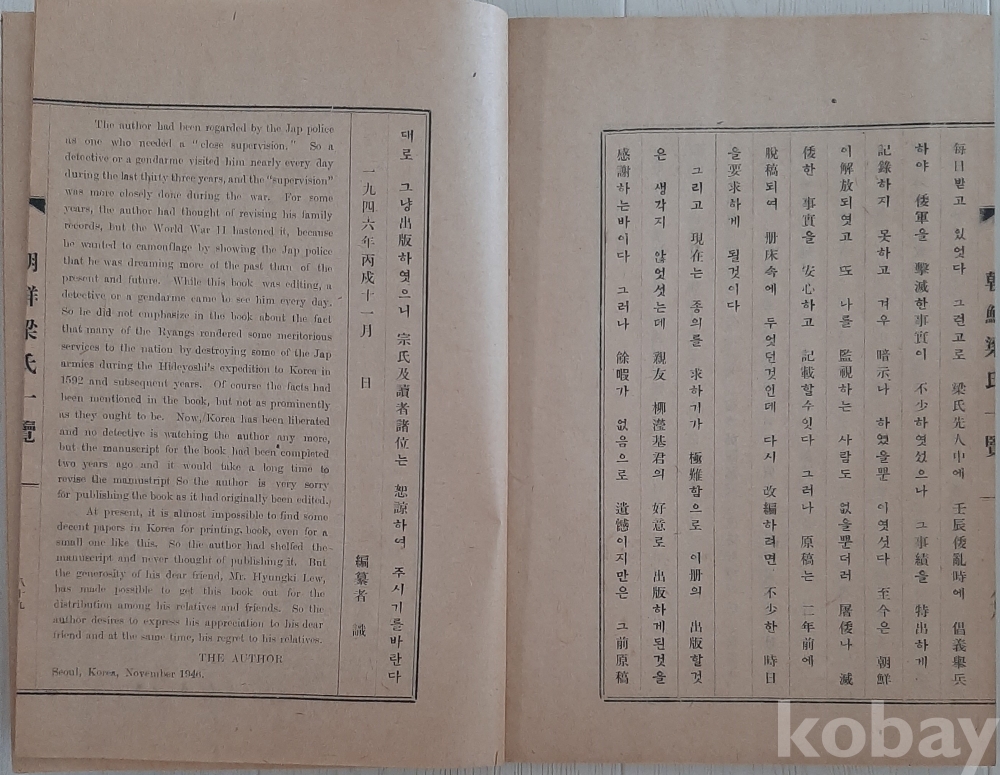 朝鮮梁氏一覽
每日받고 잇엇다 그런고로 梁氏先人中에 壬辰倭亂時에 倡義擧兵
하야 倭軍을 擊滅한事實이 不少하엿섯으나 그事績을 特出하게
記錄하지 못하고 겨우 暗示나 하엿을뿐 이엿섯다 至今은 朝鮮
이解放되엿고 또 나를 監視하는 사람도 없을뿐더러 屠倭나 滅
倭한 事實을 安心하고 記載할수잇다 그러나 原稿는 二年前에
脫稿되여 册床속에 두엇던것인데 다시 改編하려면 不少한 時日
을要求하게 될것이다
그리고 現在는 종의를 求하기가 極難함으로 이册의 出版할것
은 생각지 않엇섯는데 親友 柳瀅基君의 好意로 出版하게된것을
感謝하는바이다 그러나 餘暇가 없음으로 遺憾이지만은 그前原稿
대로 그냥出版하엿으니 宗氏及讀者諸位는 恕諒하여 주시기를바란다
一九四六年丙戌十一月 日
編纂者 識
The author had been regarded by the Jap police
as one who needed a "close supervision." So a
detective or a gendarme visited him nearly every day
during the last thirty three years, and the "supervision"
was more closely done during the war. For some
years, the author had thought of revising his family
records, but the World War II hastened it, because
he wanted to camouflage by showing the Jap police
that he was dreaming more of the past than of the
present and future. While this book was editing, a
detective or a gendarme came to see him every day.
So he did not emphasize in the book about the fact
that many of the Ryangs rendered some meritorious
services to the nation by destroying some of the Jap
armies during the Hideyoshi's expedition to Korea in
1592 and subsequent years. Of course the facts had
been mentioned in the book, but not as prominently
as they ought to be. Now, Korea has been liberated
and no detective is watching the author any more,
but the manuscript for the book had been completed
two years ago and it would take a long time to
revise the manustript So the author is very sorry
for publishing the book as it had originally been edited.
At present, it is almost impossible to find some
decent papers in Korea for printing, book, even for a
small one like this. So the author had shelfed the
manuscript and never thought of publishing it. But
the generosity of his dear friend, Mr. Hyungki Lew,
has made possible to get this book out for the
distribution among his relatives and friends. So the
author desires to express his appreciation to his dear
friend and at the same time, his regret to his relatives.
THE AUTHOR
Seoul, Korea, November 1946.
朝鮮梁氏一覽
kobay